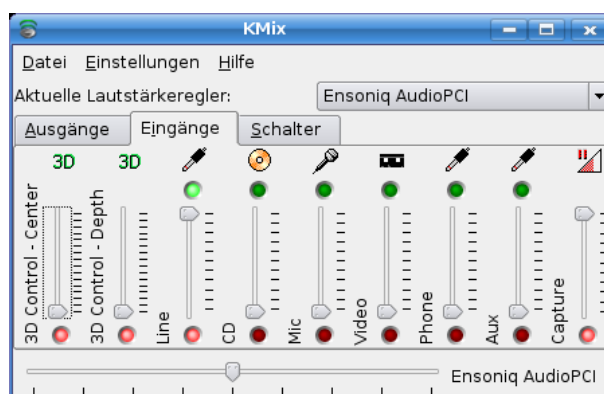 KMix
Datei Einstellungen Hilfe
Aktuelle Lautstärkeregler: Ensoniq AudioPCI
Ausgänge Eingänge Schalter
3D 3D
3D Control - Center
3D Control - Depth
Line
CD
Mic
Video
Phone
Aux
Capture
Ensoniq AudioPCI